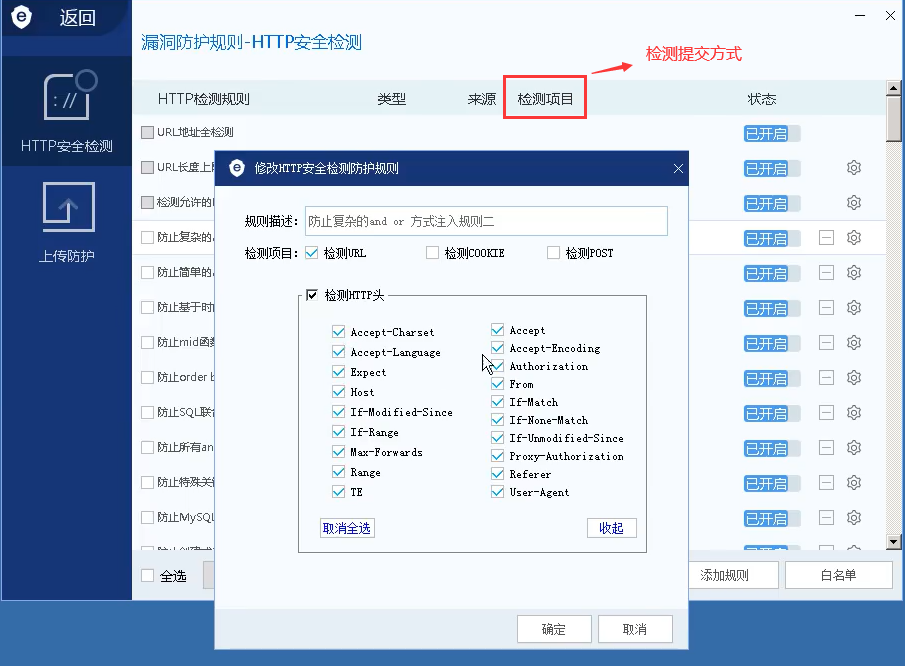 返回
漏洞防护规则-HTTP安全检测
检测提交方式
HTTP检测规则 类型 来源 检测项目 状态
://
HTTP安全检测
上传防护
URL地址全检测 已开启
URL长度上 已开启
检测允许的 已开启
防止复杂的 已开启
防止简单的 已开启
防止基于时 已开启
防止mid函 已开启
防止order 已开启
防止SQL联 已开启
防止所有an 已开启
防止特殊关 已开启
防止MySQL 已开启
已开启
全选 添加规则 白名单
修改HTTP安全检测防护规则
规则描述: 防止复杂的and or 方式注入规则二
检测项目: 检测URL 检测COOKIE 检测POST
检测HTTP头
Accept-Charset
Accept-Language
Expect
Host
If-Modified-Since
If-Range
Max-Forwards
Range
TE
Accept
Accept-Encoding
Authorization
From
If-Match
If-None-Match
If-Unmodified-Since
Proxy-Authorization
Referer
User-Agent
取消全选 收起
确定 取消